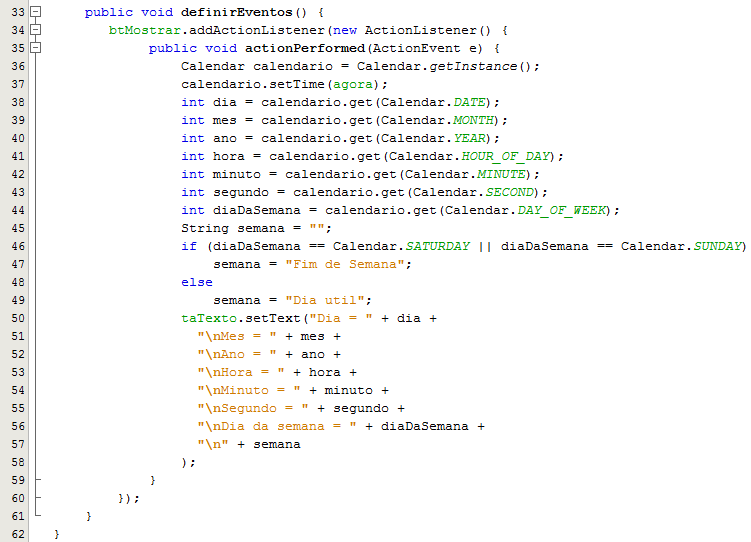 33 public void definirEventos() {
34 btMostrar.addActionListener(new ActionListener() {
35 public void actionPerformed(ActionEvent e) {
36 Calendar calendario = Calendar.getInstance();
37 calendario.setTime(agora);
38 int dia = calendario.get(Calendar.DATE);
39 int mes = calendario.get(Calendar.MONTH);
40 int ano = calendario.get(Calendar.YEAR);
41 int hora = calendario.get(Calendar.HOUR_OF_DAY);
42 int minuto = calendario.get(Calendar.MINUTE);
43 int segundo = calendario.get(Calendar.SECOND);
44 int diaDaSemana = calendario.get(Calendar.DAY_OF_WEEK);
45 String semana = "";
46 if (diaDaSemana == Calendar.SATURDAY || diaDaSemana == Calendar.SUNDAY)
47 semana = "Fim de Semana";
48 else
49 semana = "Dia util";
50 taTexto.setText("Dia = " + dia +
51 "\nMes = " + mes +
52 "\nAno = " + ano +
53 "\nHora = " + hora +
54 "\nMinuto = " + minuto +
55 "\nSegundo = " + segundo +
56 "\nDia da semana = " + diaDaSemana +
57 "\n" + semana
58 );
59 }
60 });
61 }
62 }